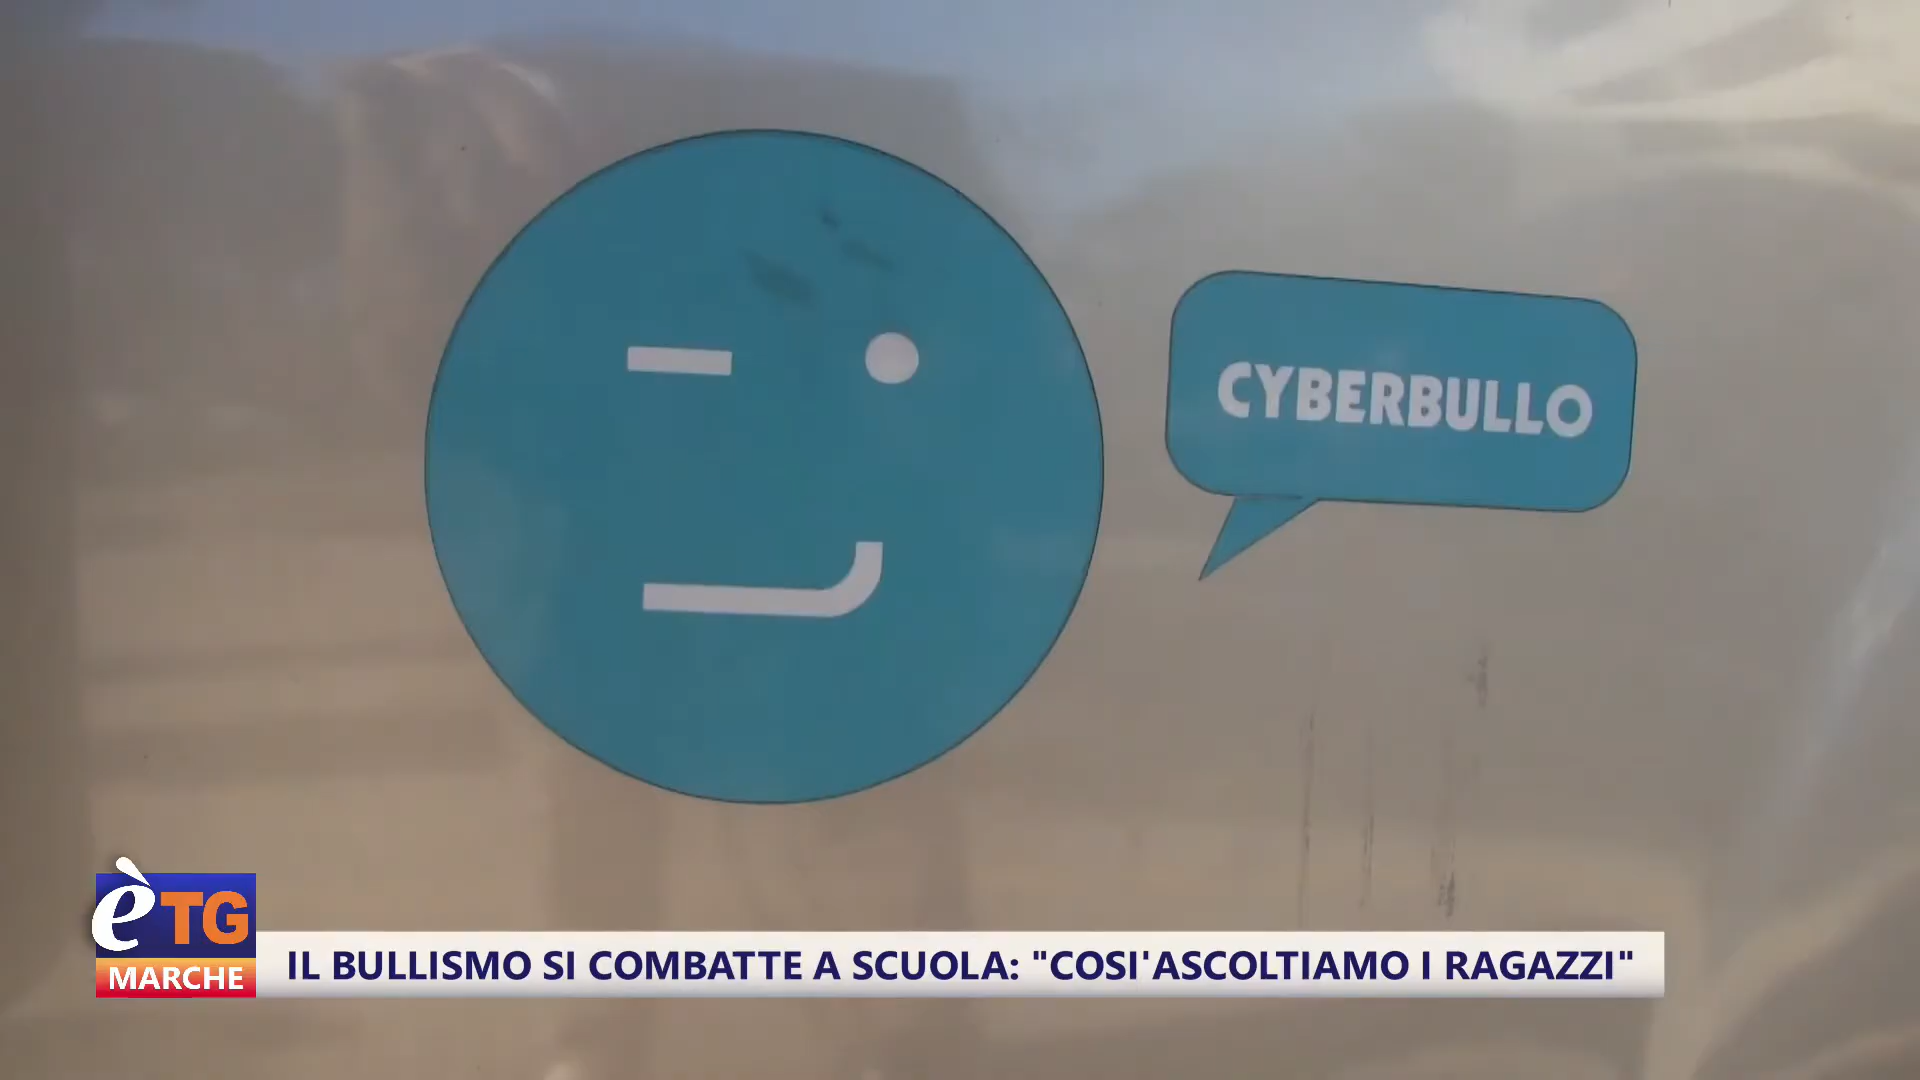 CYBERBULLO
è TG
MARCHE
IL BULLISMO SI COMBATTE A SCUOLA: "COSI'ASCOLTIAMO I RAGAZZI"